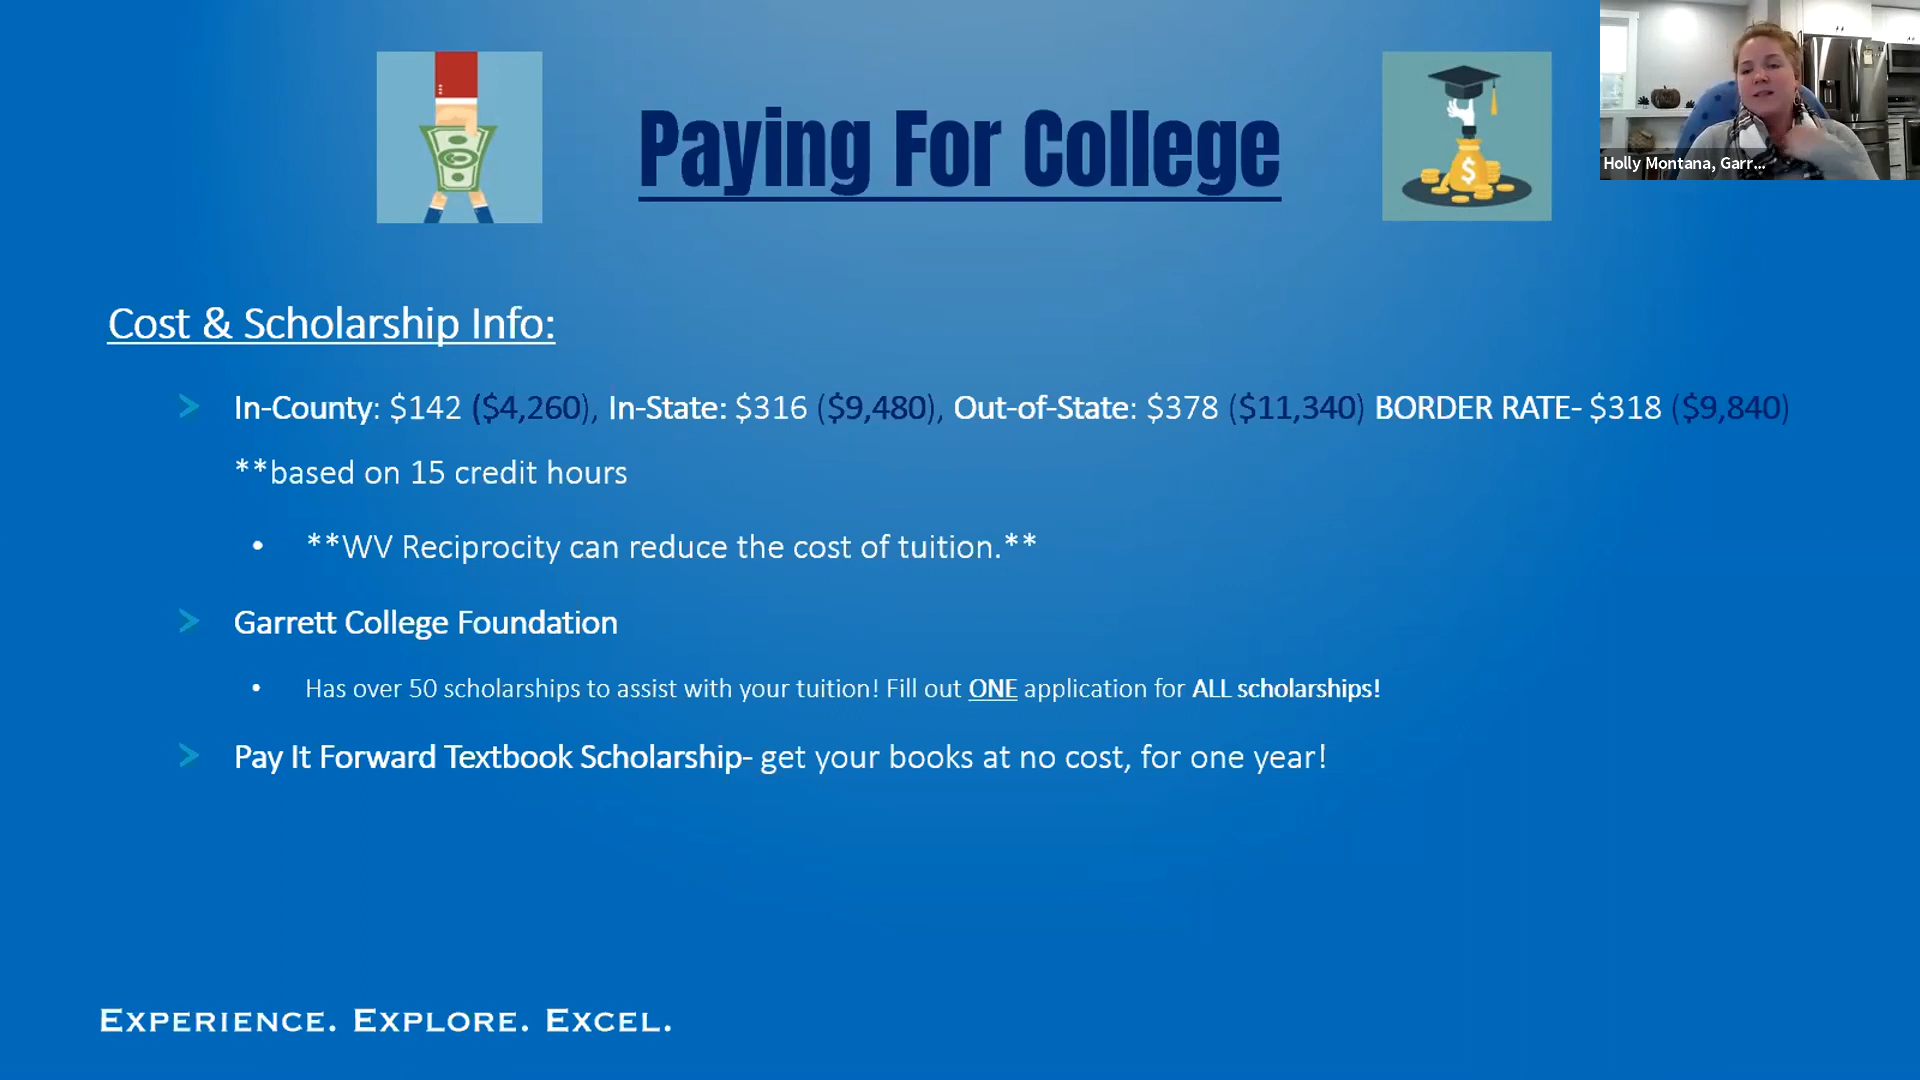 Paying For College
Holly Montana, Garr...
Cost & Scholarship Info:
In-County: $142 ($4,260), In-State: $316 ($9,480), Out-of-State: $378 ($11,340) BORDER RATE- $318 ($9,840)
**based on 15 credit hours
• **WV Reciprocity can reduce the cost of tuition.**
Garrett College Foundation
• Has over 50 scholarships to assist with your tuition! Fill out ONE application for ALL scholarships!
Pay It Forward Textbook Scholarship- get your books at no cost, for one year!
EXPERIENCE. EXPLORE. EXCEL.